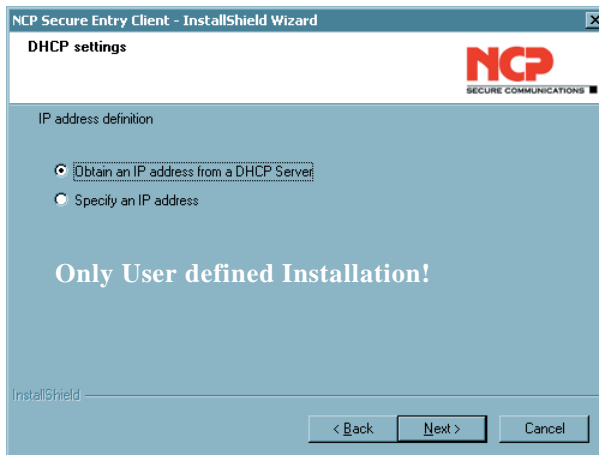 NCP Secure Entry Client - InstallShield Wizard
DHCP settings
NCP
SECURE COMMUNICATIONS
IP address definition
Obtain an IP address from a DHCP Server
Specify an IP address
Only User defined Installation!
InstallShield
< Back
Next >
Cancel